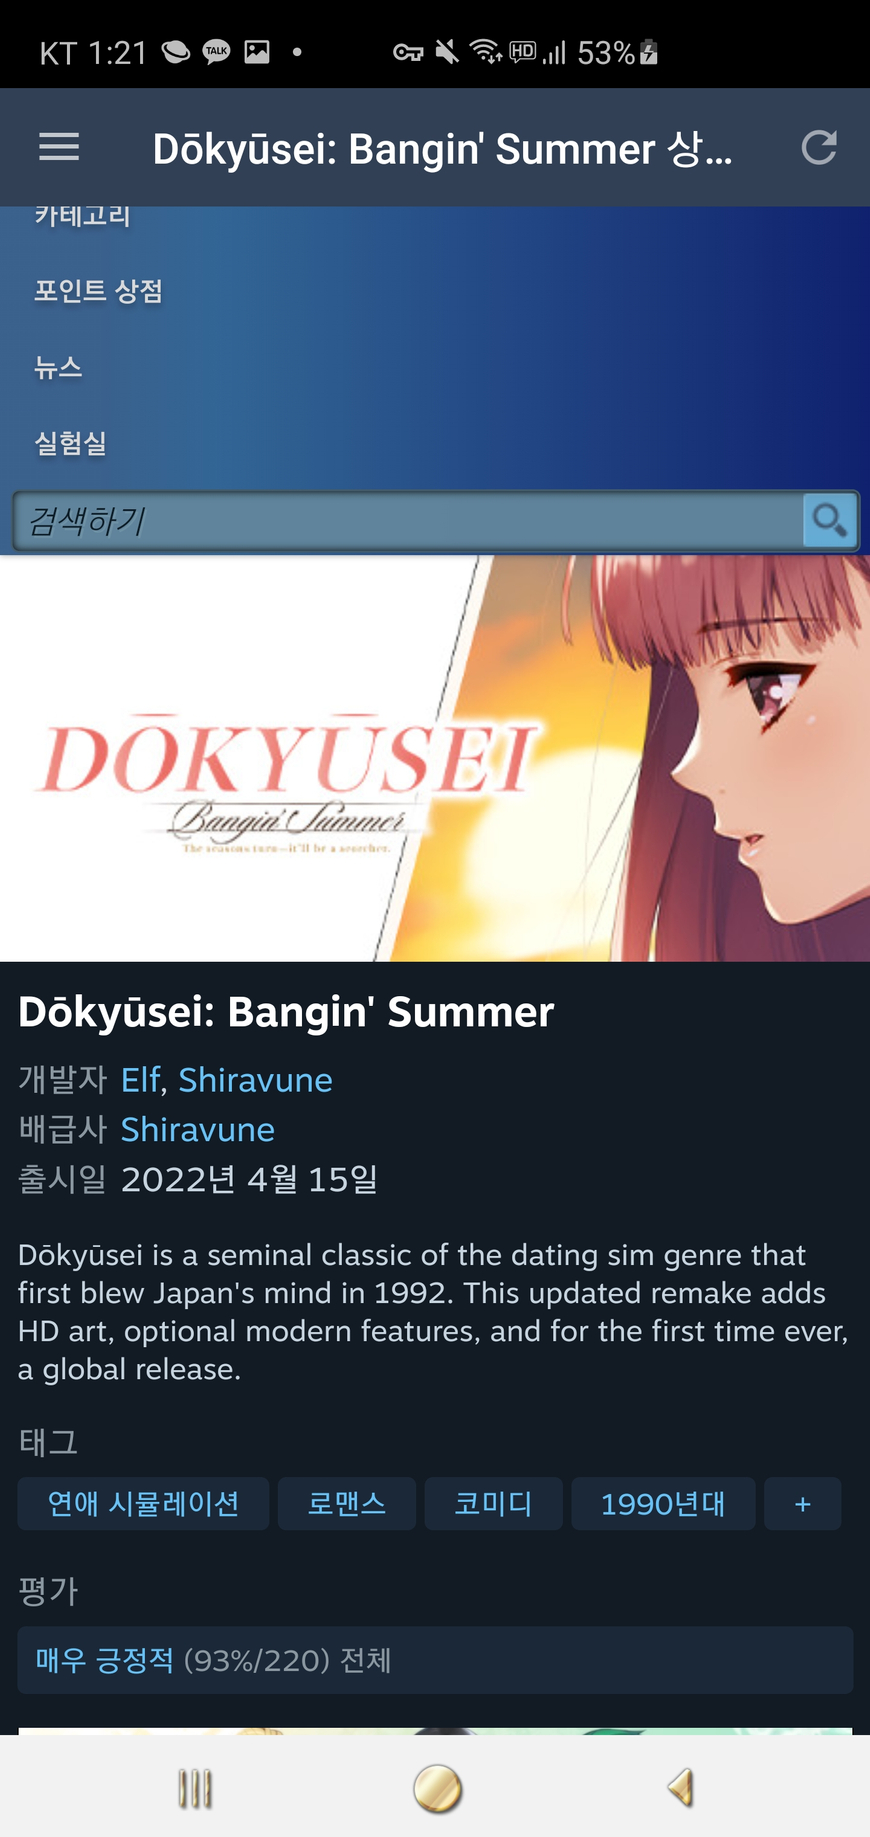 KT 1:21 TALK HD 53%
Dōkyūsei: Bangin' Summer 상...
카테고리
포인트 상점
뉴스
실험실
검색하기
DŌKYŪSEI
Bangin' Summer
The seasons turn—it'll be a scorcher.
Dōkyūsei: Bangin' Summer
개발자 Elf, Shiravune
배급사 Shiravune
출시일 2022년 4월 15일
Dōkyūsei is a seminal classic of the dating sim genre that
first blew Japan's mind in 1992. This updated remake adds
HD art, optional modern features, and for the first time ever,
a global release.
태그
연애 시뮬레이션 로맨스 코미디 1990년대 +
평가
매우 긍정적 (93%/220) 전체